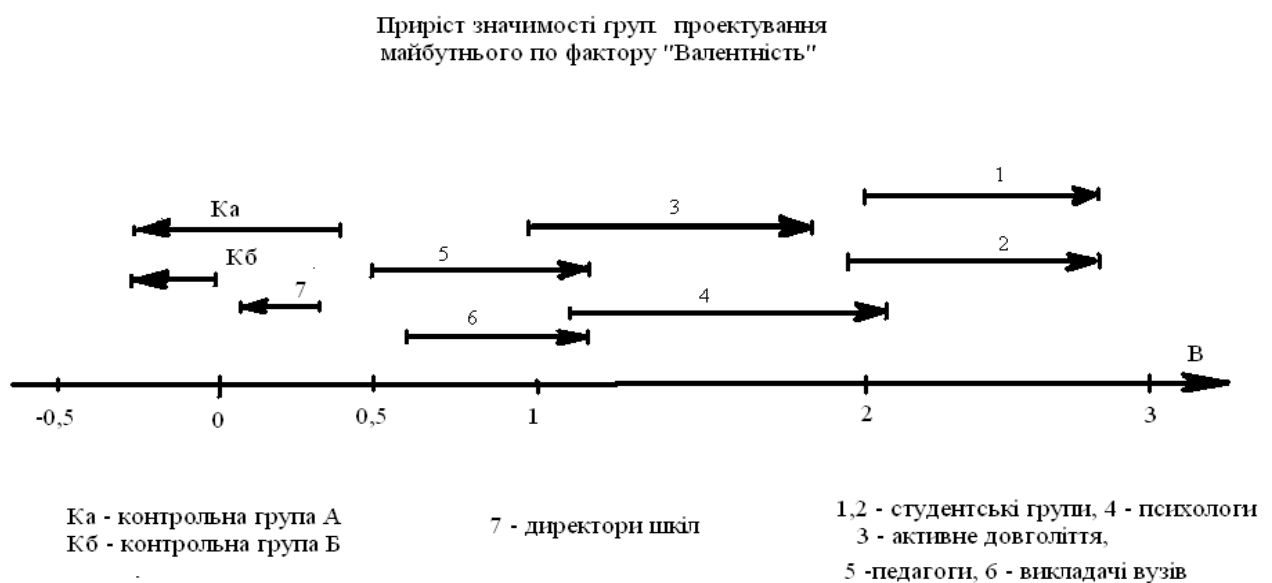 Приріст значимості груп проектування
майбутнього по фактору "Валентність"
1
Ка
3
Кб
5
2
7
4
6
В
-0,5
0
0,5
1
2
3
Ка - контрольна група А
Кб - контрольна група Б
7 - директори шкіл
1,2 - студентські групи, 4 - психологи
3 - активне довголіття,
5 -педагоги, 6 - викладачі вузів